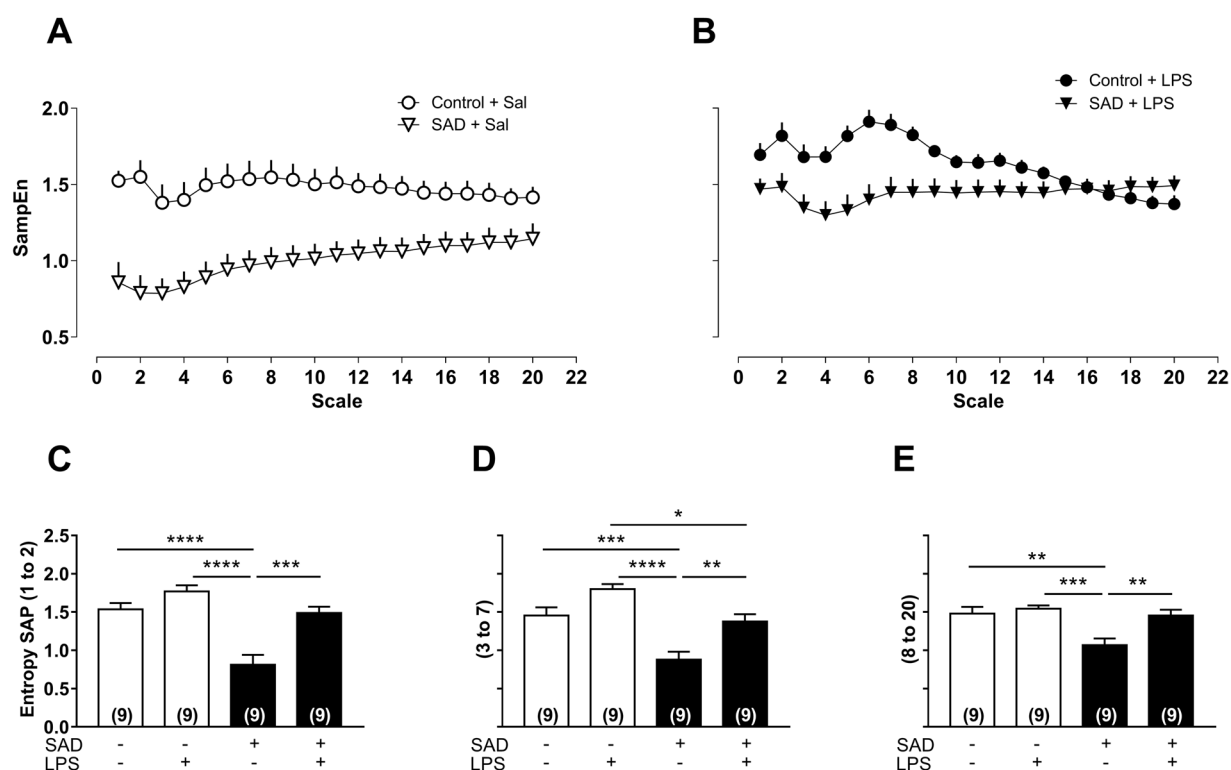 A
B
Control + Sal
SAD + Sal
Control + LPS
SAD + LPS
SampEn
2.0
1.5
1.0
0.5
0 2 4 6 8 10 12 14 16 18 20 22
Scale
0 2 4 6 8 10 12 14 16 18 20 22
Scale
C
D
E
Entropy SAP (1 to 2)
2.5
2.0
1.5
1.0
0.5
0.0
**** 
**** ***
(9) (9) (9) (9)
SAD - - + +
LPS - + - +
(3 to 7)
*
***
**** **
(9) (9) (9) (9)
SAD - - + +
LPS - + - +
(8 to 20)
**
*** **
(9) (9) (9) (9)
SAD - - + +
LPS - + - +